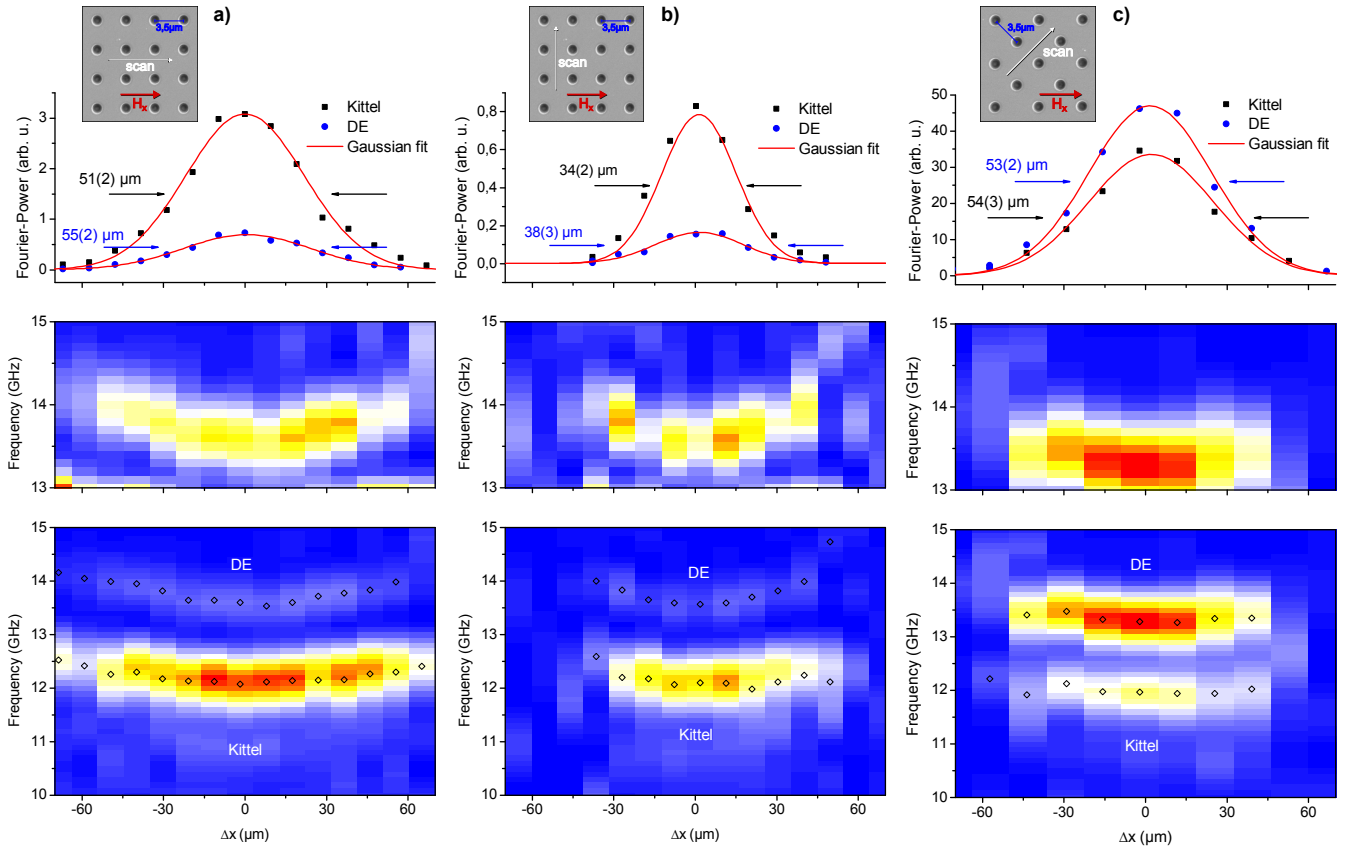 a)
3,5µm
scan
Hx
Kittel
DE
Gaussian fit
51(2) µm
55(2) µm
Fourier-Power (arb. u.)
3
2
1
0
b)
3,5µm
scan
Hx
Kittel
DE
Gaussian fit
34(2) µm
38(3) µm
Fourier-Power (arb. u.)
0,8
0,6
0,4
0,2
0,0
c)
3,5µm
scan
Hx
Kittel
DE
Gaussian fit
53(2) µm
54(3) µm
Fourier-Power (arb. u.)
50
40
30
20
10
0
Frequency (GHz)
15
14
13
Frequency (GHz)
15
14
13
Frequency (GHz)
15
14
13
Frequency (GHz)
15
14
13
12
11
10
DE
Kittel
-60 -30 0 30 60
Δx (µm)
Frequency (GHz)
15
14
13
12
11
10
DE
Kittel
-60 -30 0 30 60
Δx (µm)
Frequency (GHz)
15
14
13
12
11
10
DE
Kittel
-60 -30 0 30 60
Δx (µm)